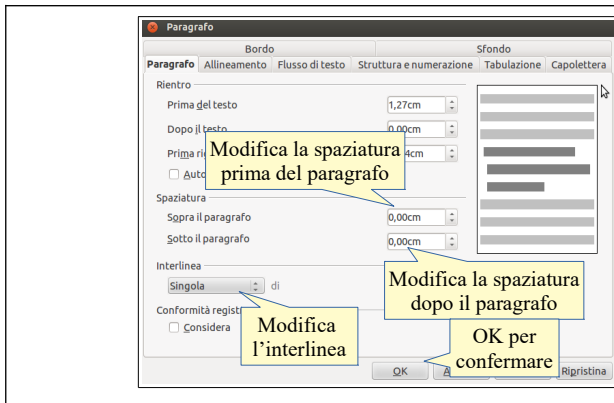 Paragrafo
Bordo Sfondo
Paragrafo Allineamento Flusso di testo Struttura e numerazione Tabulazione Capolettera
Rientro
Prima del testo 1,27cm
Dopo il testo 0,00cm
Modifica la spaziatura
prima del paragrafo
Spaziatura
Sopra il paragrafo 0,00cm
Sotto il paragrafo 0,00cm
Interlinea
Singola di
Modifica la spaziatura
dopo il paragrafo
Considera
Modifica
l'interlinea
OK per
confermare
OK Ripristina